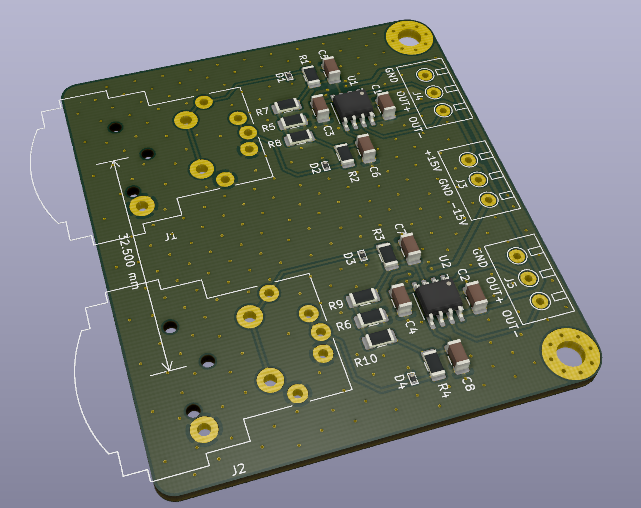 D1
R1
C5
U1
C1
GND
OUT+
OUT-
J4
R7
R5
R8
C3
D2
R2
C6
+15V
GND
-15V
J3
J1
32.500 mm
D3
R3
C7
U2
C2
GND
OUT+
OUT-
J5
R9
R6
R10
C4
D4
R4
C8
J2